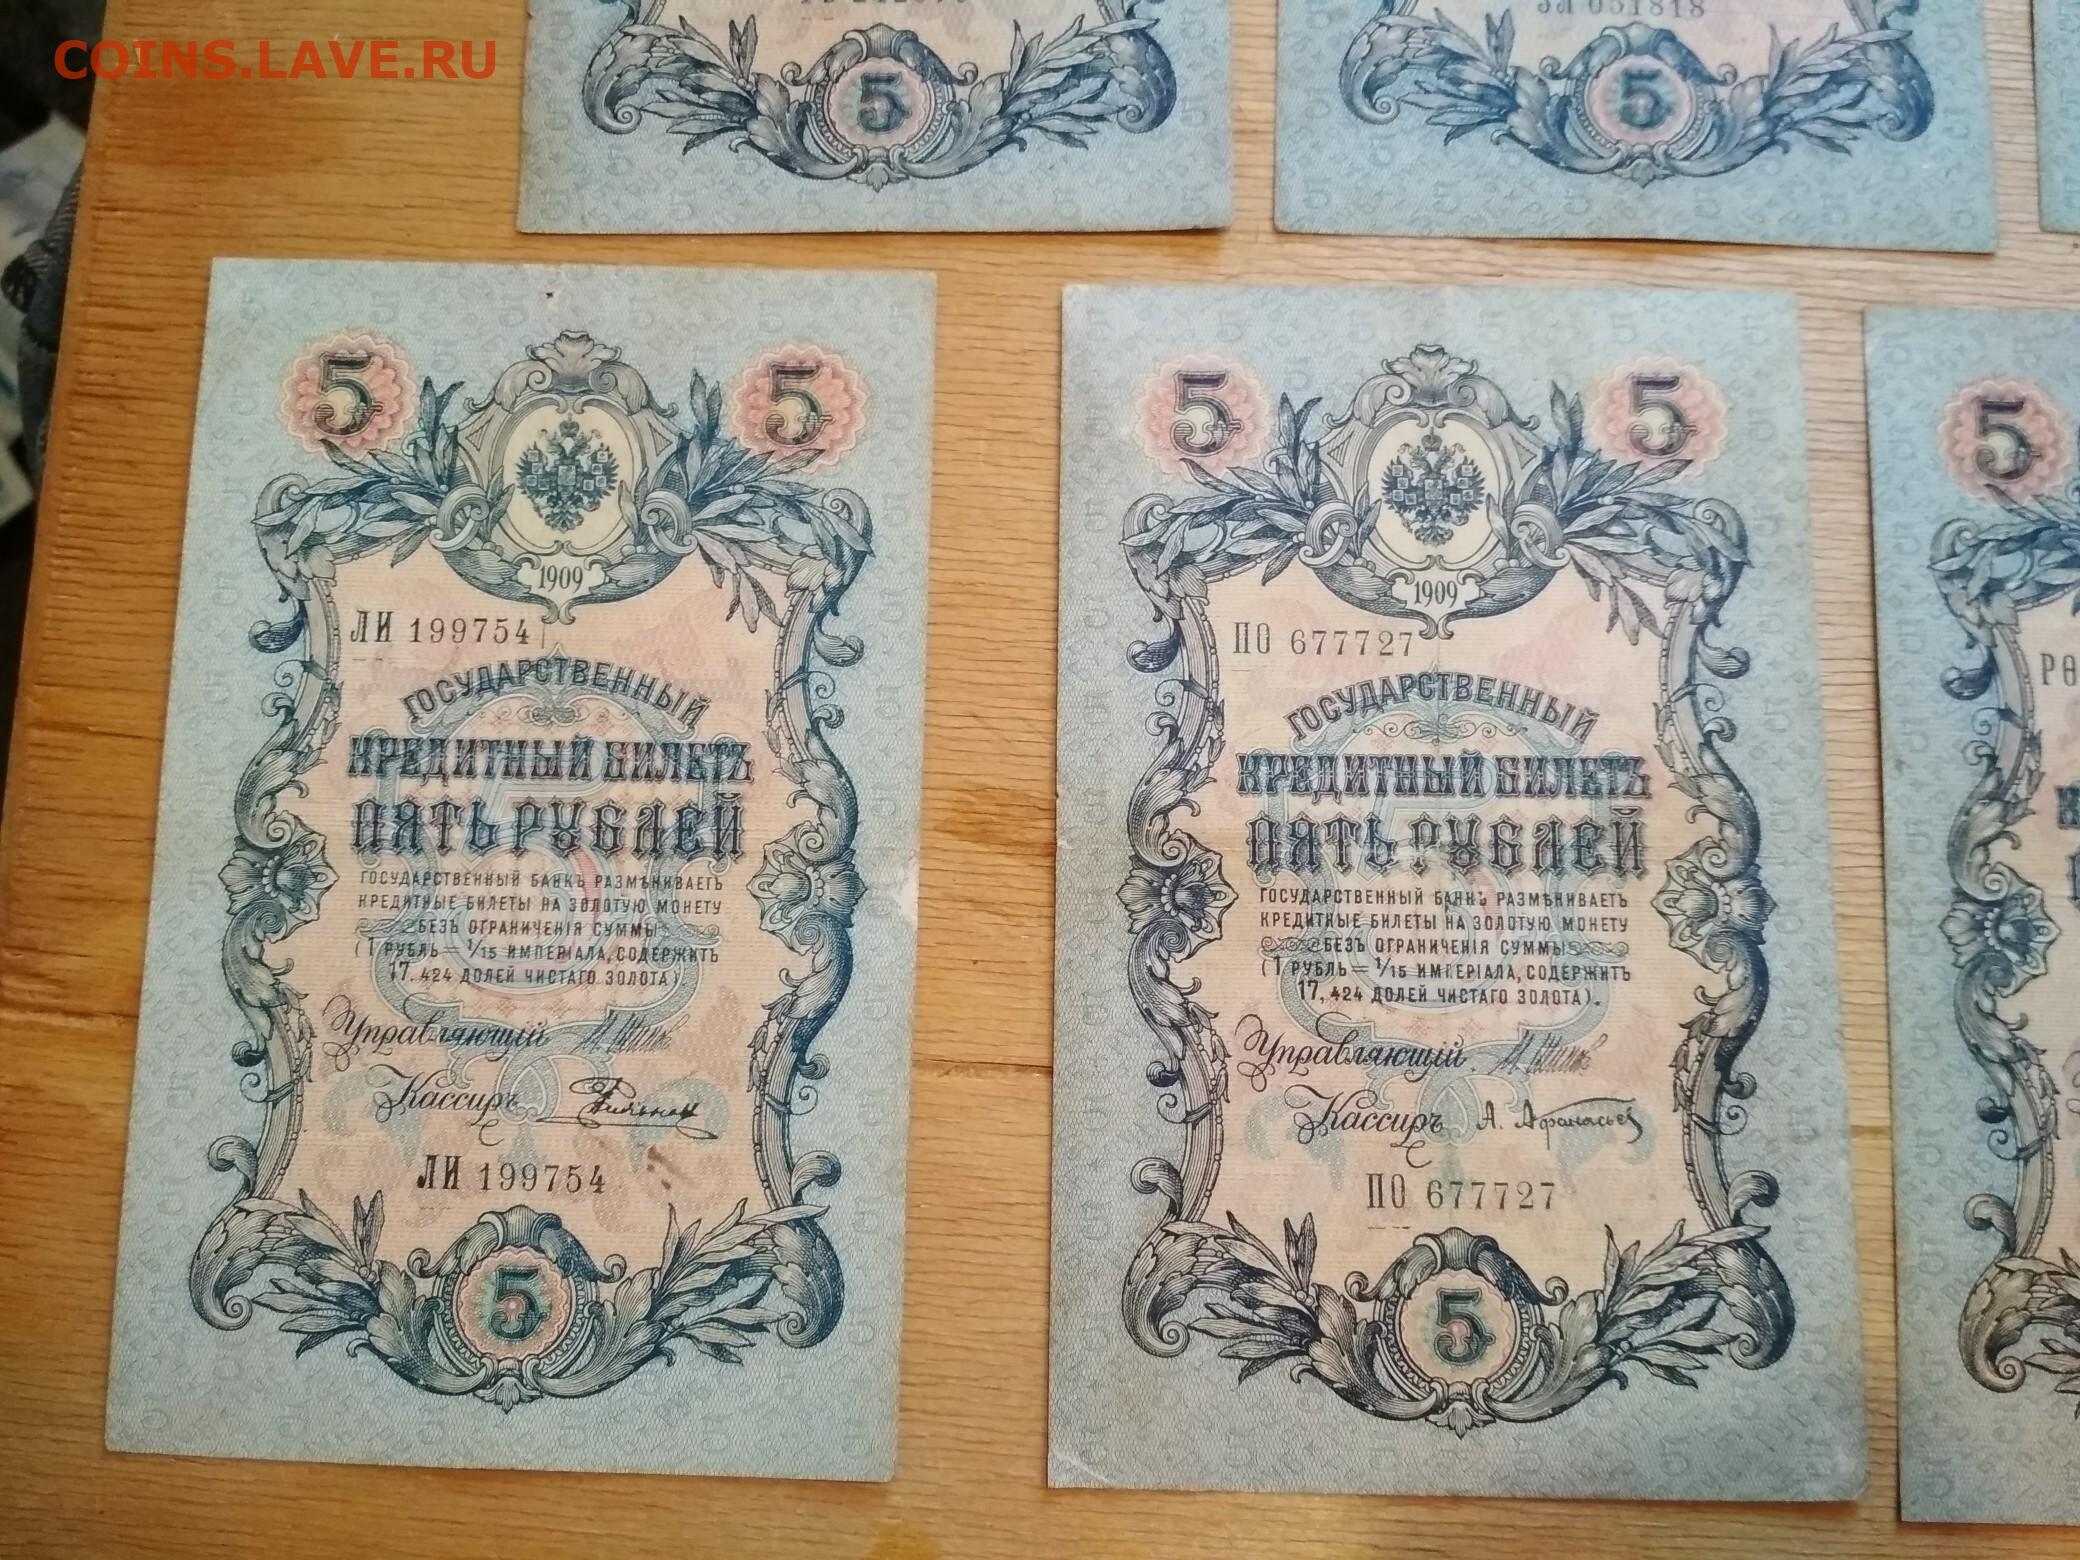 COINS.LAVE.RU
ЗЛ 051818
5
5
5 5
1909
ЛИ 199754
ГОСУДАРСТВЕННЫЙ
КРЕДИТНЫЙ БИЛЕТЪ
ПЯТЬ РУБЛЕЙ
ГОСУДАРСТВЕННЫЙ БАНКЪ РАЗМѢНИВАЕТЪ
КРЕДИТНЫЕ БИЛЕТЫ НА ЗОЛОТУЮ МОНЕТУ
БЕЗЪ ОГРАНИЧЕНІЯ СУММЫ
(1 РУБЛЬ = 1/15 ИМПЕРІАЛА, СОДЕРЖИТЪ
17,424 ДОЛЕЙ ЧИСТАГО ЗОЛОТА)
Управляющій
Кассиръ
ЛИ 199754
5
5 5
1909
ПО 677727
ГОСУДАРСТВЕННЫЙ
КРЕДИТНЫЙ БИЛЕТЪ
ПЯТЬ РУБЛЕЙ
ГОСУДАРСТВЕННЫЙ БАНКЪ РАЗМѢНИВАЕТЪ
КРЕДИТНЫЕ БИЛЕТЫ НА ЗОЛОТУЮ МОНЕТУ
БЕЗЪ ОГРАНИЧЕНІЯ СУММЫ
(1 РУБЛЬ = 1/15 ИМПЕРІАЛА, СОДЕРЖИТЪ
17,424 ДОЛЕЙ ЧИСТАГО ЗОЛОТА).
Управляющій
Кассиръ А. Афанасьев
ПО 677727
5
5
РѲ